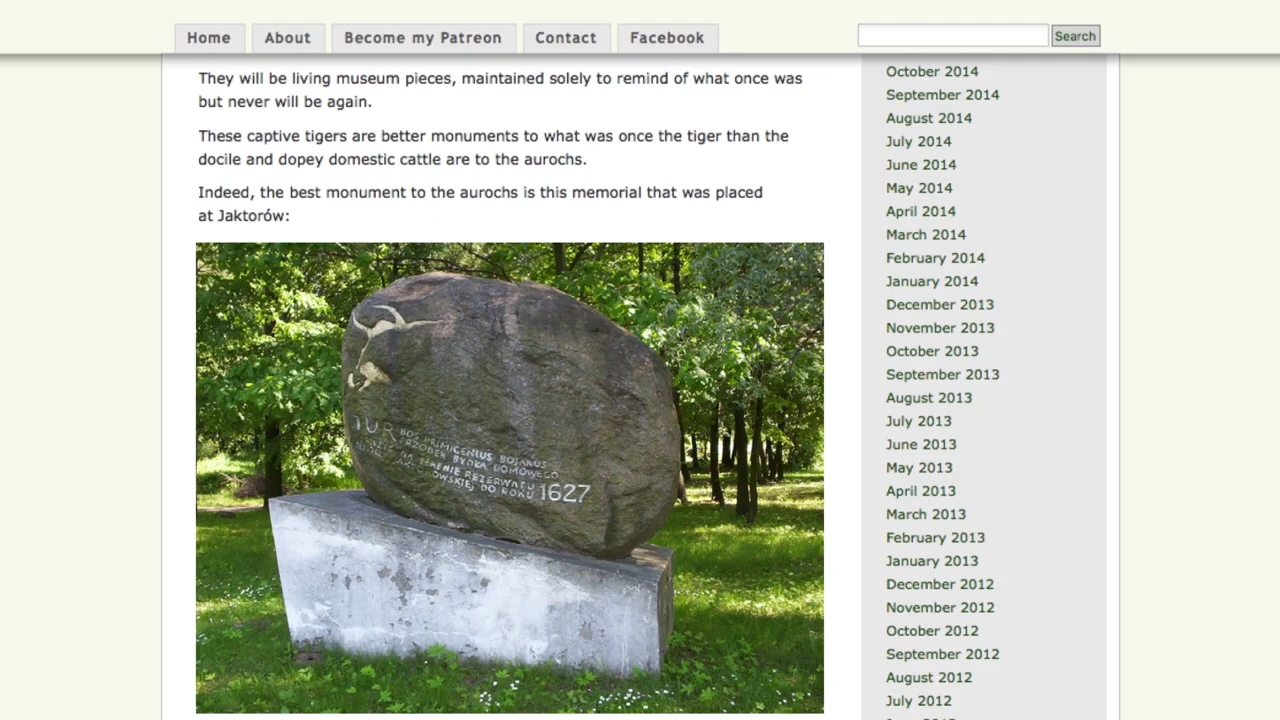 Home
About
Become my Patreon
Contact
Facebook
Search
They will be living museum pieces, maintained solely to remind of what once was
but never will be again.
These captive tigers are better monuments to what was once the tiger than the
docile and dopey domestic cattle are to the aurochs.
Indeed, the best monument to the aurochs is this memorial that was placed
at Jaktorów:
TUR BOS PRIMIGENIUS BOJANUS
BYDŁA DOMOWEGO
NA TERENIE REZERWATU
DO ROKU 1627
October 2014
September 2014
August 2014
July 2014
June 2014
May 2014
April 2014
March 2014
February 2014
January 2014
December 2013
November 2013
October 2013
September 2013
August 2013
July 2013
June 2013
May 2013
April 2013
March 2013
February 2013
January 2013
December 2012
November 2012
October 2012
September 2012
August 2012
July 2012